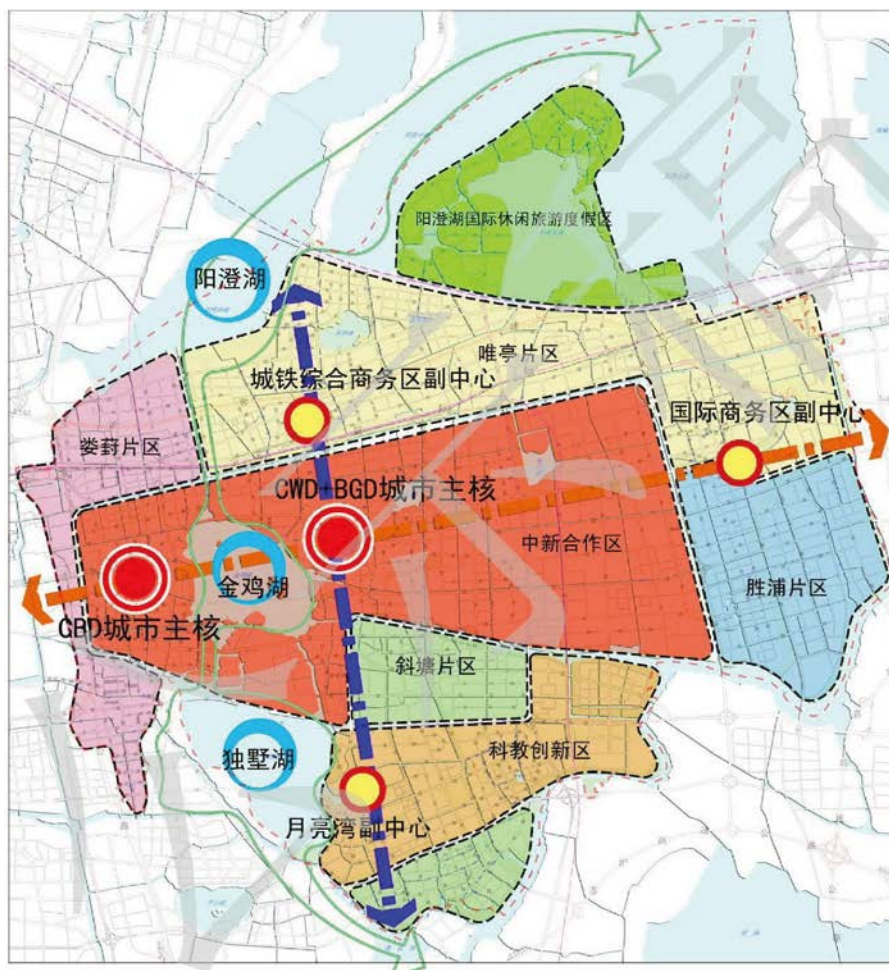 阳澄湖国际休闲旅游度假区
阳澄湖
唯亭片区
城铁综合商务区副中心
国际商务区副中心
娄葑片区
CWD+BGD城市主核
中新合作区
金鸡湖
胜浦片区
CBD城市主核
斜塘片区
独墅湖
科教创新区
月亮湾副中心